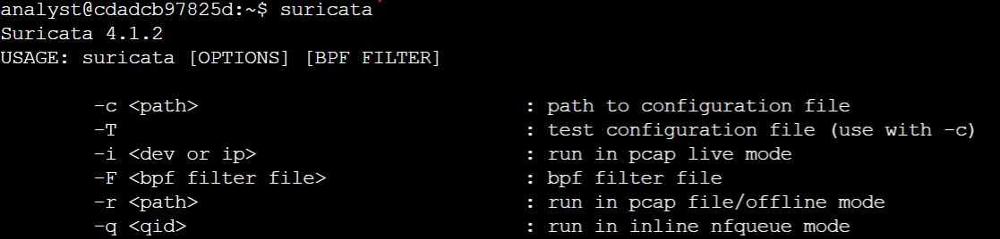 analyst@cdadcb97825d:~$ suricata
Suricata 4.1.2
USAGE: suricata [OPTIONS] [BPF FILTER]
-c <path> : path to configuration file
-T : test configuration file (use with -c)
-i <dev or ip> : run in pcap live mode
-F <bpf filter file> : bpf filter file
-r <path> : run in pcap file/offline mode
-q <qid> : run in inline nfqueue mode